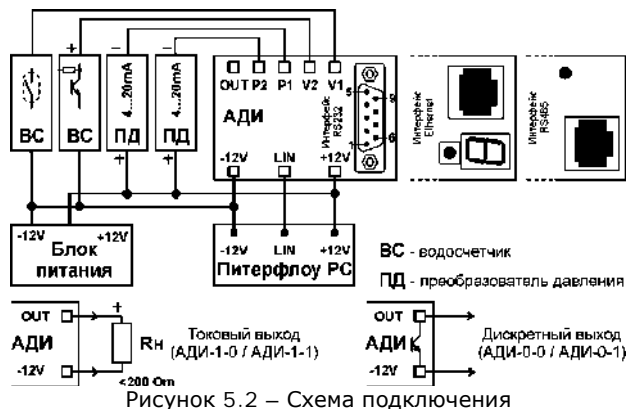 + − −
4...20mA 4...20mA
ВС ВС ПД ПД
+ +
OUT P2 P1 V2 V1
АДИ
Интерфейс
RS232
5 9
1 6
-12V LIN +12V
Интерфейс
Ethernet
Интерфейс
RS485
-12V +12V
Блок
питания
-12V LIN +12V
Питерфлоу РС
ВС - водосчетчик
ПД - преобразователь давления
OUT
АДИ
-12V
+
Rн
<200 Om
Токовый выход
(АДИ-1-0 / АДИ-1-1)
OUT
АДИ
-12V
Дискретный выход
(АДИ-0-0 / АДИ-0-1)
Рисунок 5.2 – Схема подключения